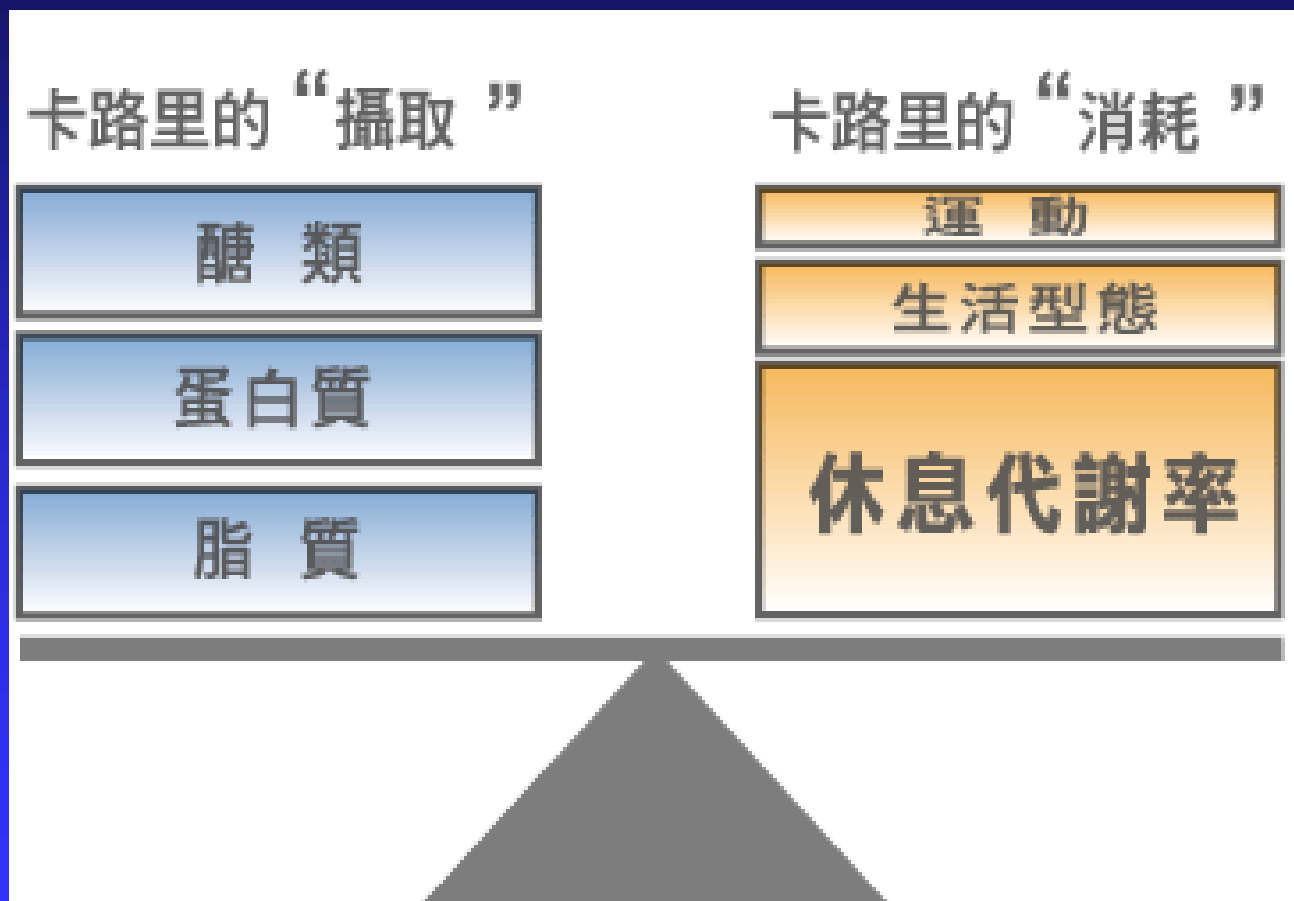 卡路里的“攝取”
醣 類
蛋白質
脂 質
卡路里的“消耗”
運 動
生活型態
休息代謝率